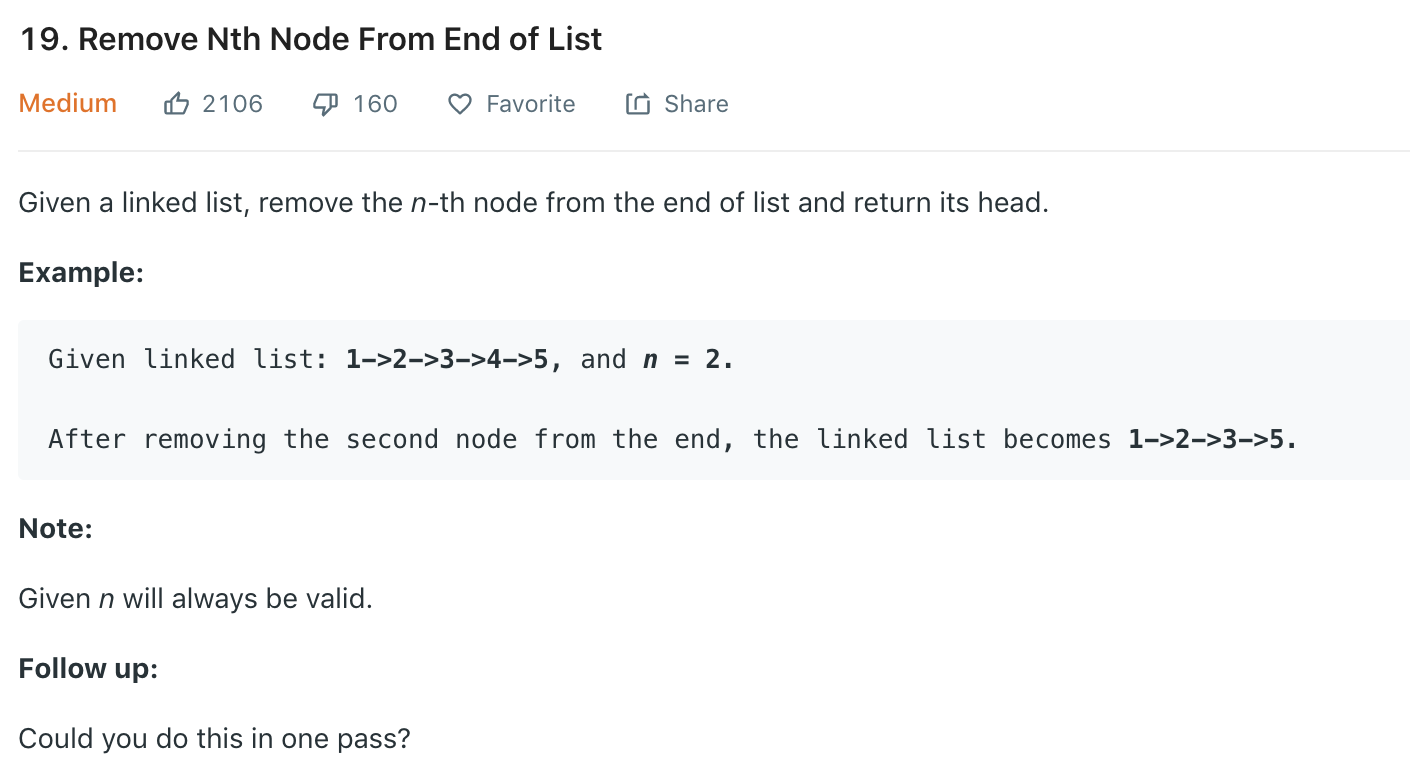 19. Remove Nth Node From End of List
Medium 2106 160 Favorite Share
Given a linked list, remove the n-th node from the end of list and return its head.
Example:
Given linked list: 1->2->3->4->5, and n = 2.
After removing the second node from the end, the linked list becomes 1->2->3->5.
Note:
Given n will always be valid.
Follow up:
Could you do this in one pass?